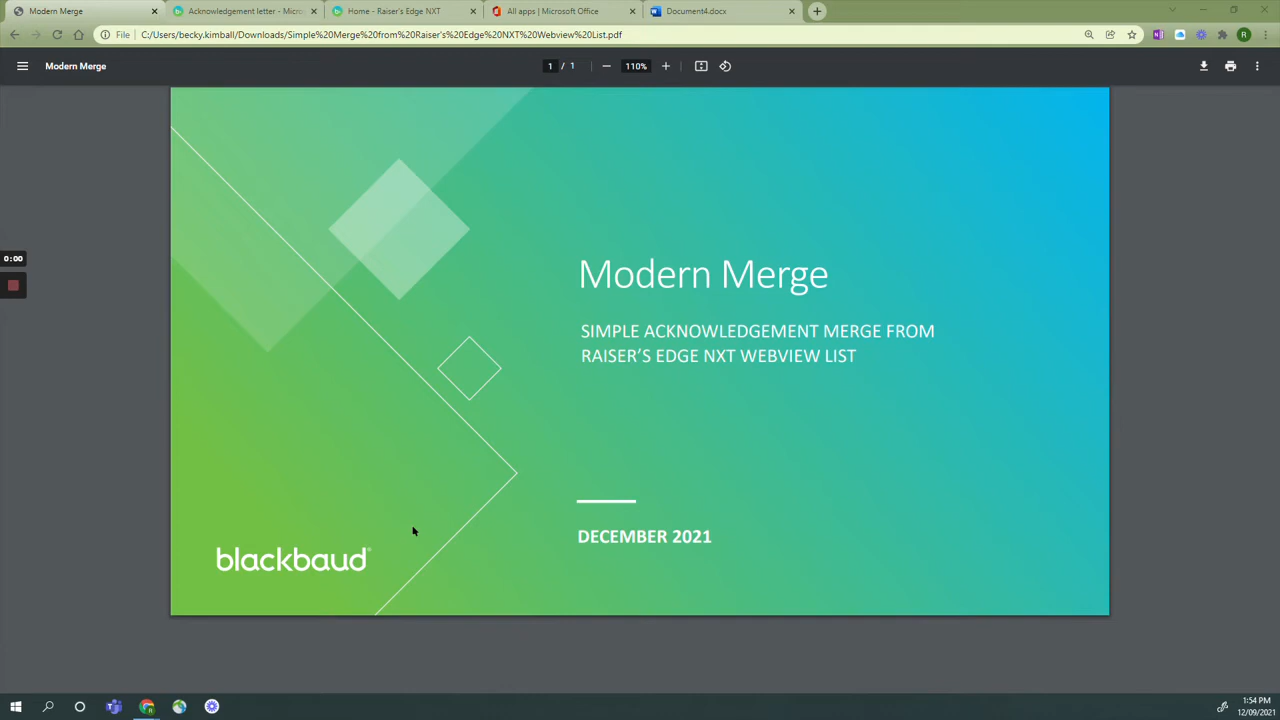 Modern Merge
Acknowledgement letter - Micros
Home - Raiser's Edge NXT
All apps | Microsoft Office
Document4.docx
File
C:/Users/becky.kimball/Downloads/Simple%20Merge%20from%20Raiser's%20Edge%20NXT%20Webview%20List.pdf
R
Modern Merge
1 / 1
110%
0:00
Modern Merge
SIMPLE ACKNOWLEDGEMENT MERGE FROM
RAISER'S EDGE NXT WEBVIEW LIST
DECEMBER 2021
blackbaud®
1:54 PM
12/09/2021